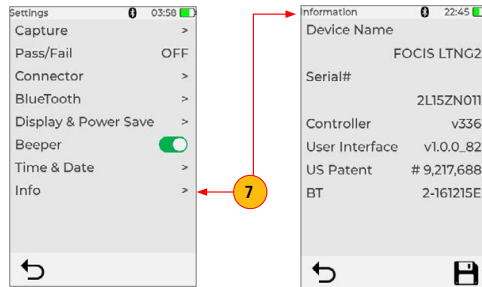 Settings 03:58
Capture >
Pass/Fail OFF
Connector >
BlueTooth >
Display & Power Save >
Beeper
Time & Date >
Info >
7
Information 22:45
Device Name
FOCIS LTNG2
Serial#
2L15ZN011
Controller v336
User Interface v1.0.0_82
US Patent # 9,217,688
BT 2-161215E